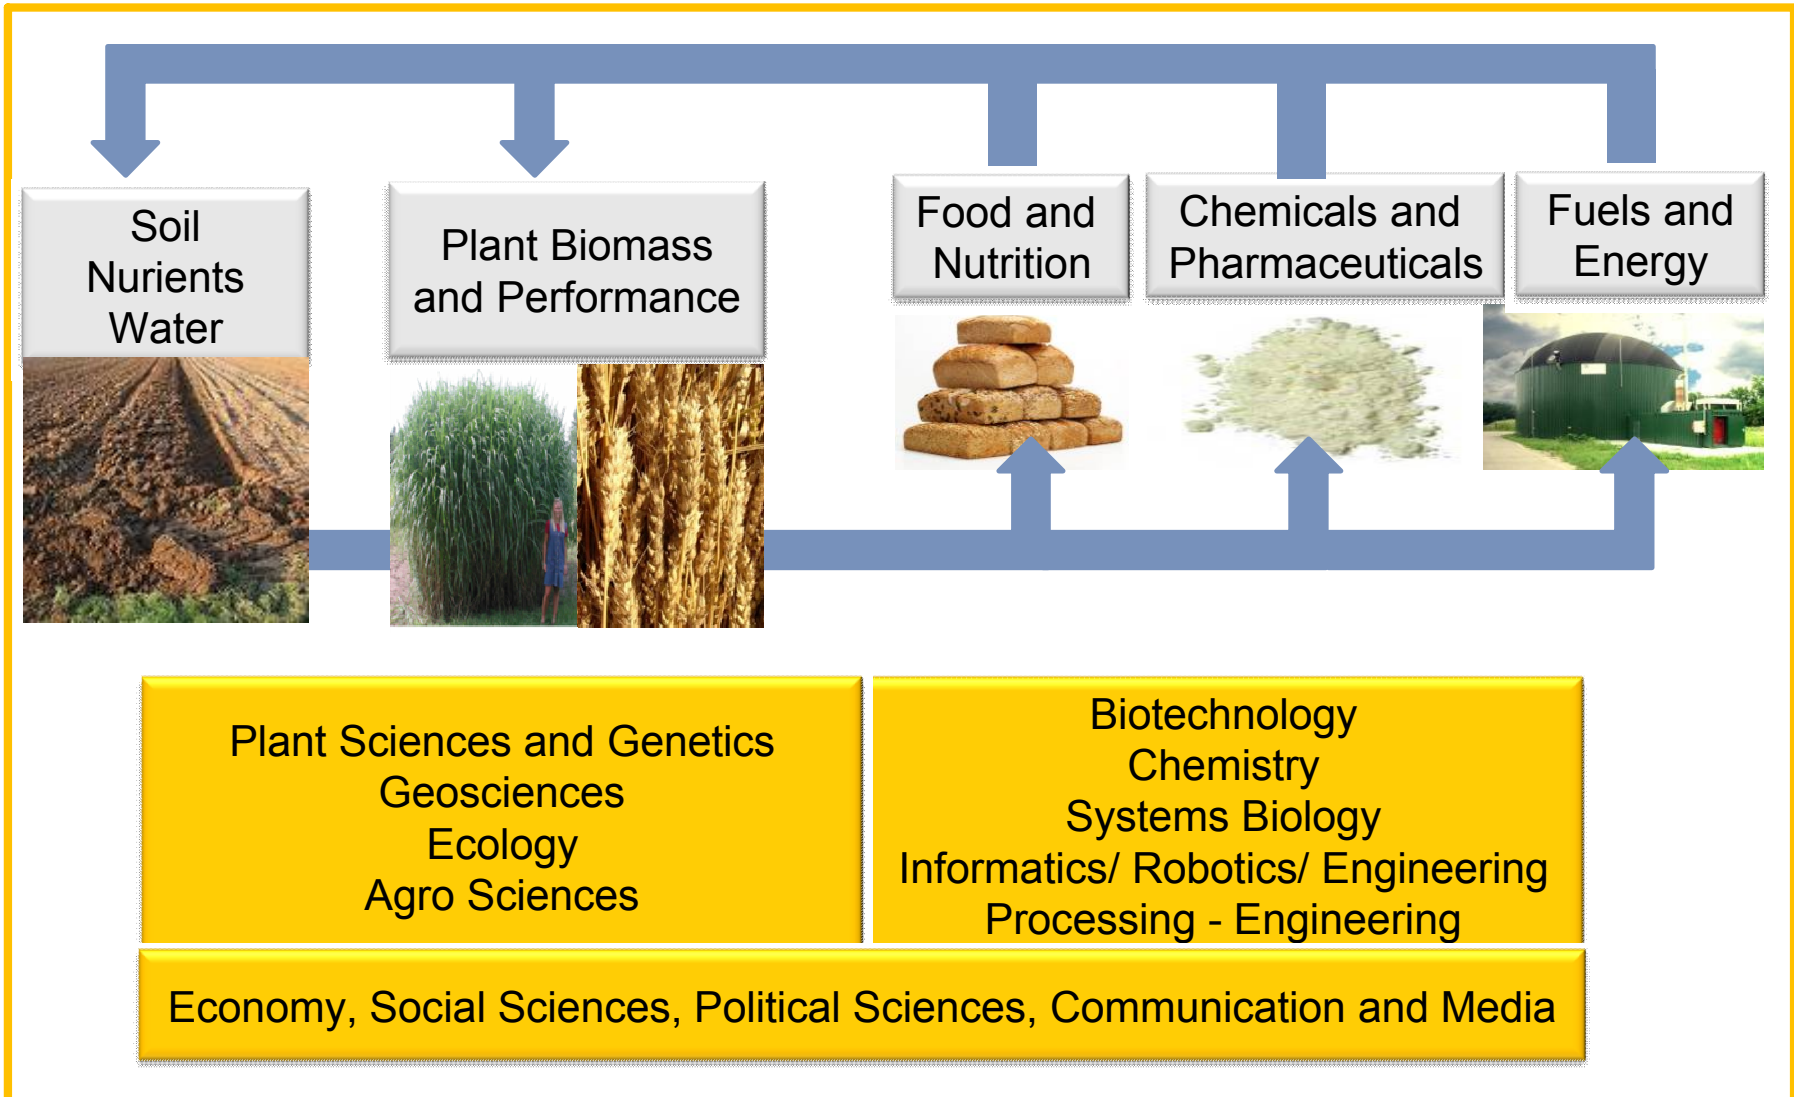 Soil
Nurients
Water
Plant Biomass
and Performance
Food and
Nutrition
Chemicals and
Pharmaceuticals
Fuels and
Energy
Plant Sciences and Genetics
Geosciences
Ecology
Agro Sciences
Biotechnology
Chemistry
Systems Biology
Informatics/ Robotics/ Engineering
Processing - Engineering
Economy, Social Sciences, Political Sciences, Communication and Media